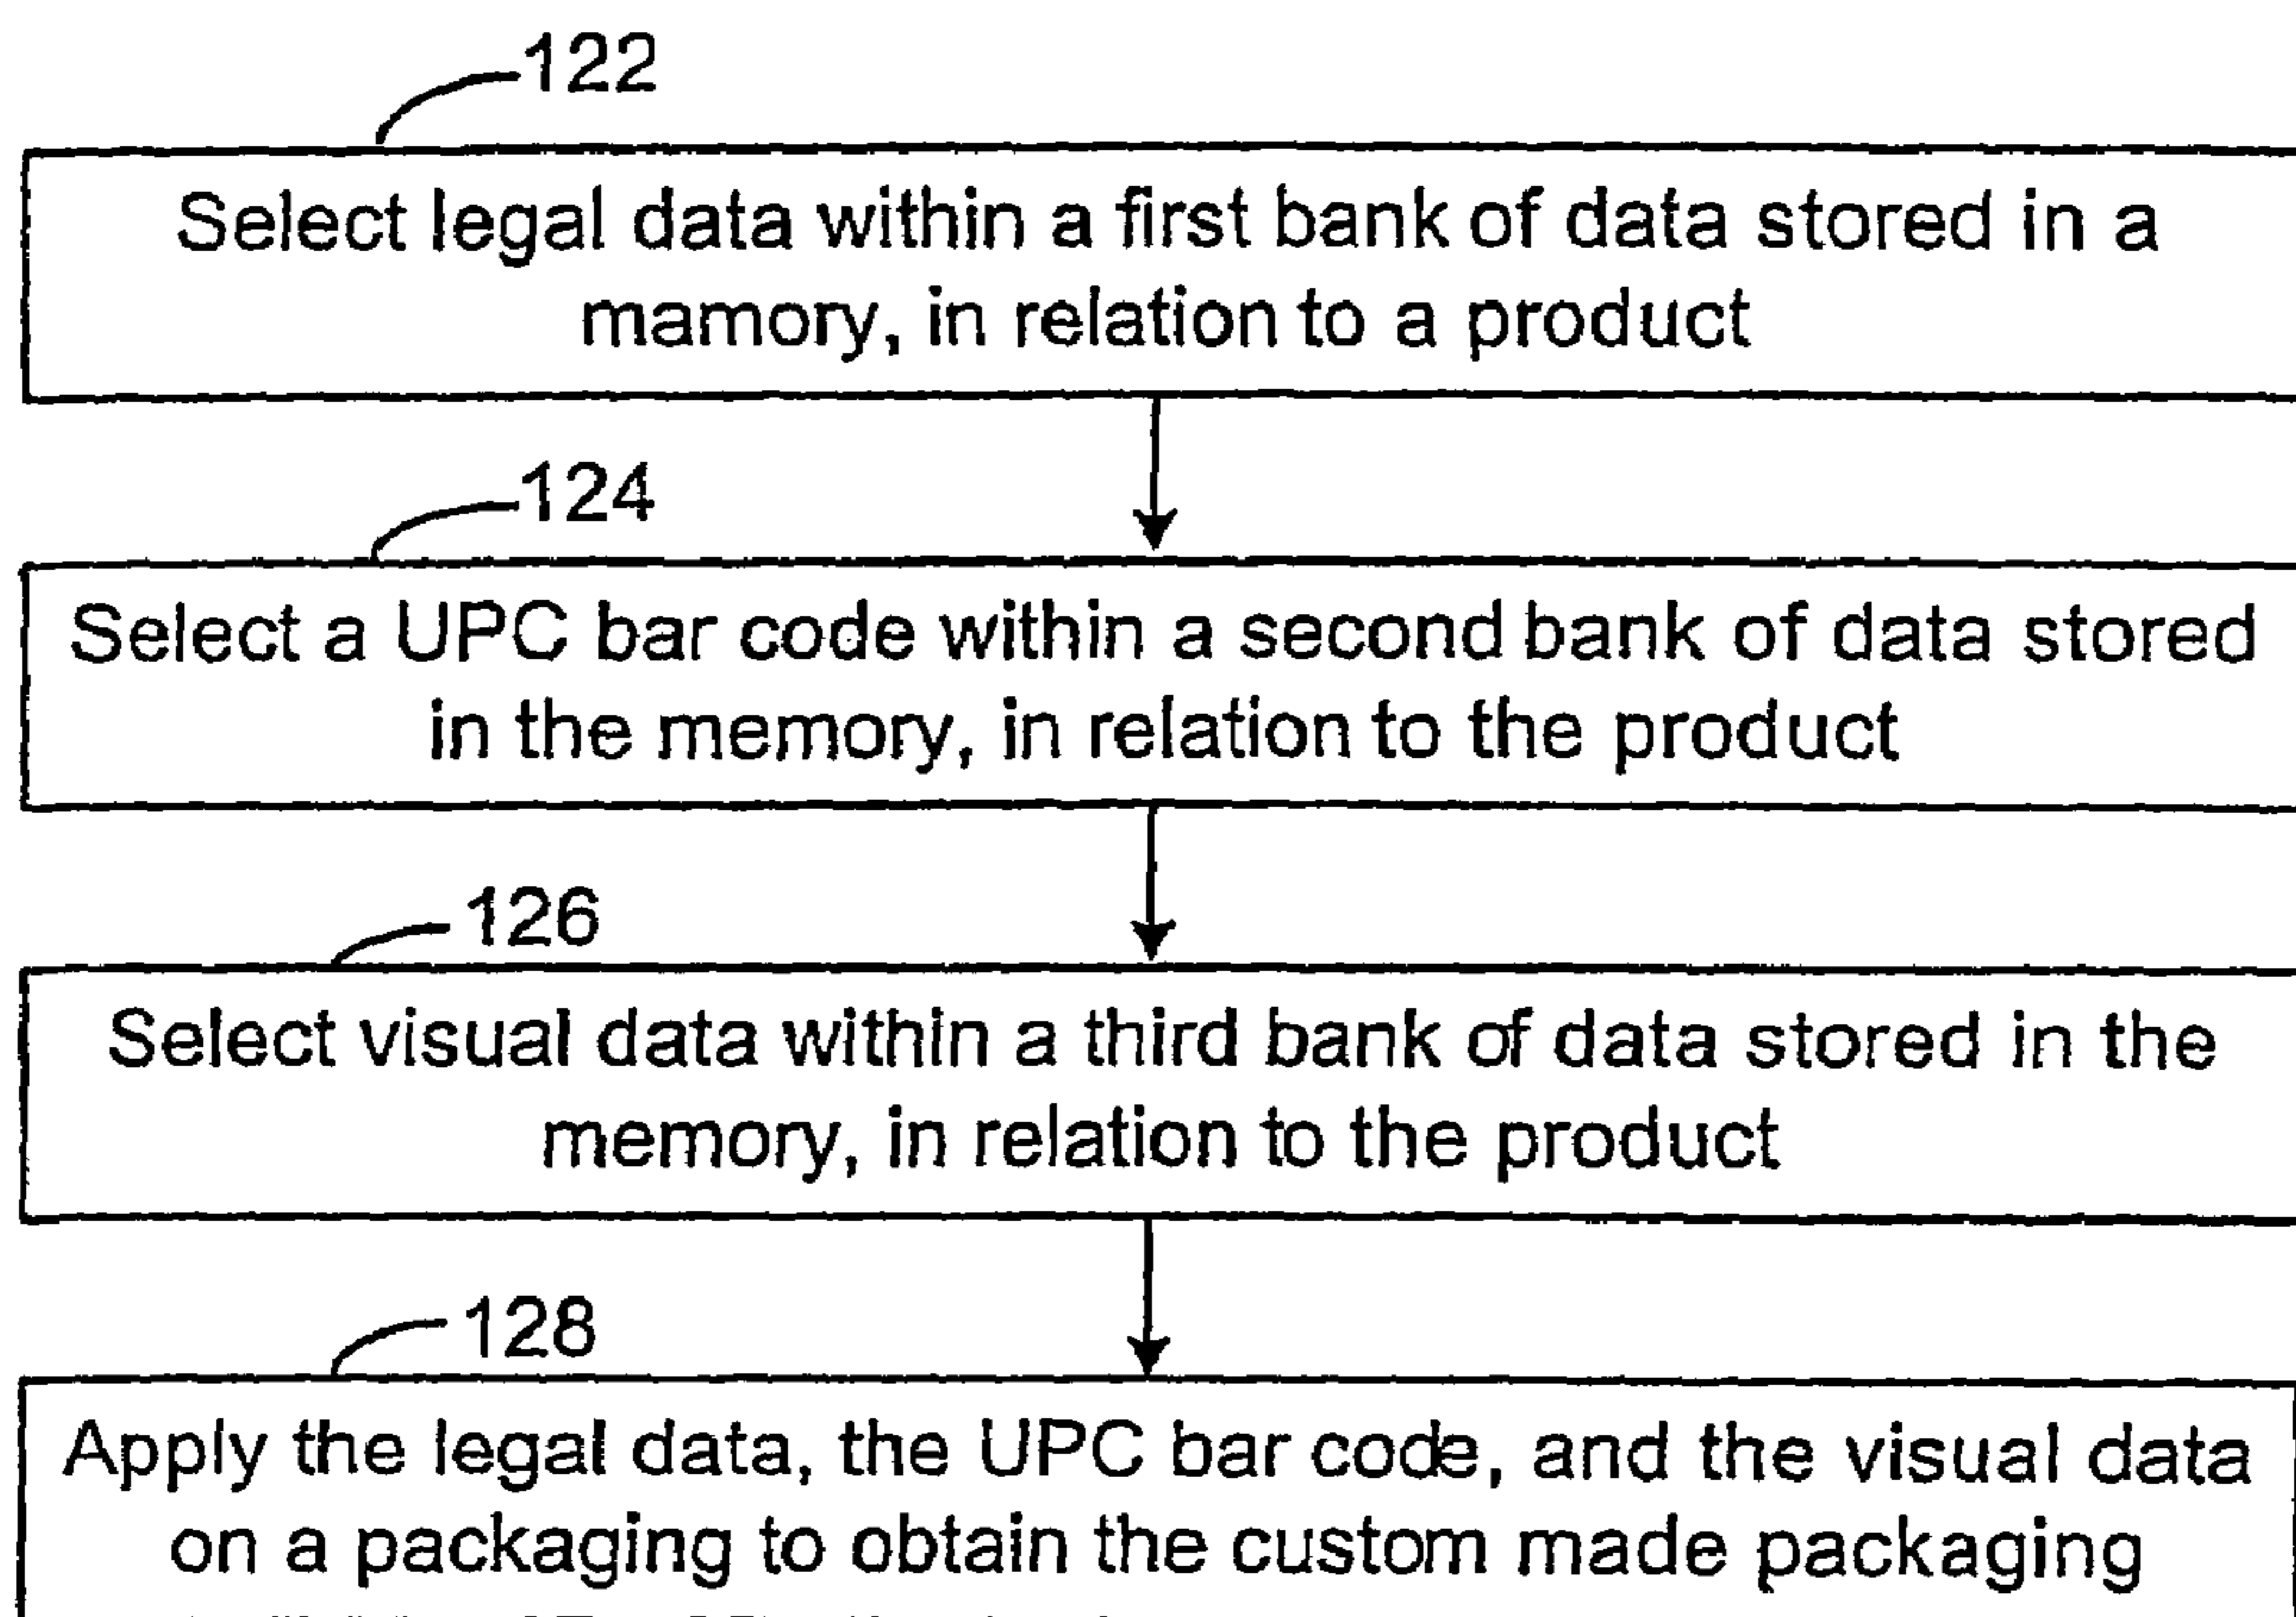 122
Select legal data within a first bank of data stored in a
mamory, in relation to a product
124
Select a UPC bar code within a second bank of data stored
in the memory, in relation to the product
126
Select visual data within a third bank of data stored in the
memory, in relation to the product
128
Apply the legal data, the UPC bar code, and the visual data
on a packaging to obtain the custom made packaging